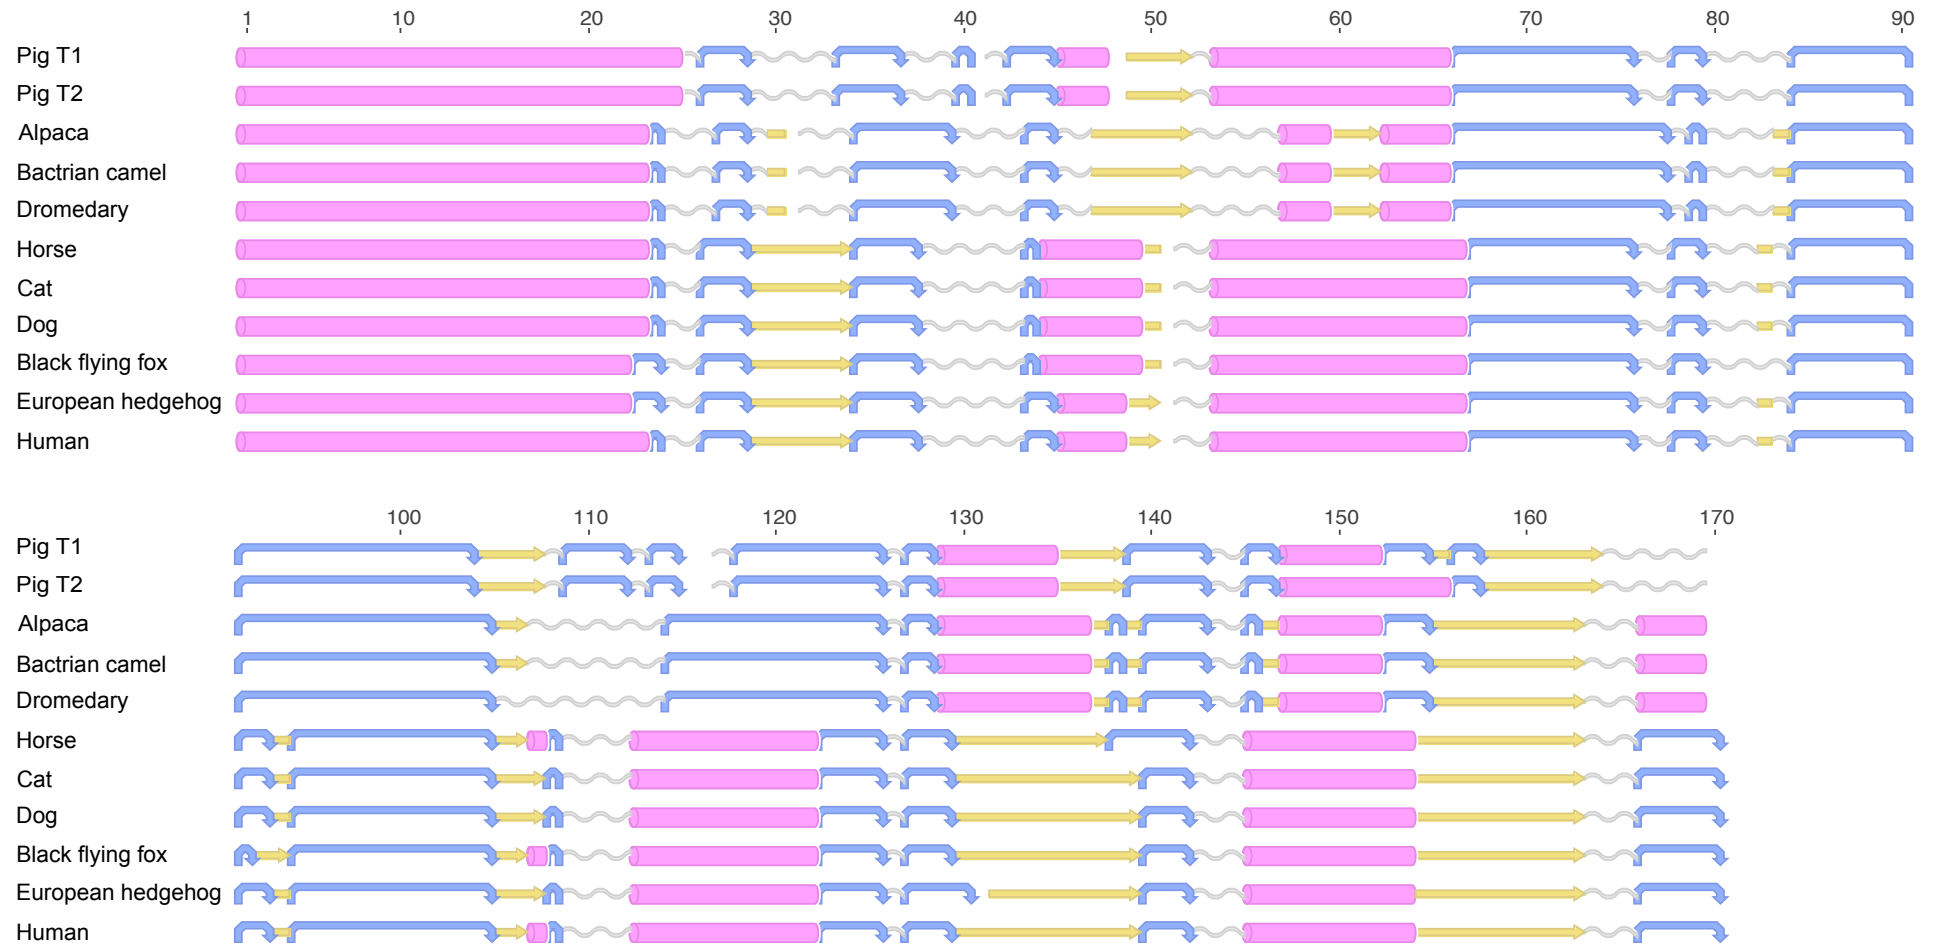 1 10 20 30 40 50 60 70 80 90
Pig T1
Pig T2
Alpaca
Bactrian camel
Dromedary
Horse
Cat
Dog
Black flying fox
European hedgehog
Human
100 110 120 130 140 150 160 170
Pig T1
Pig T2
Alpaca
Bactrian camel
Dromedary
Horse
Cat
Dog
Black flying fox
European hedgehog
Human